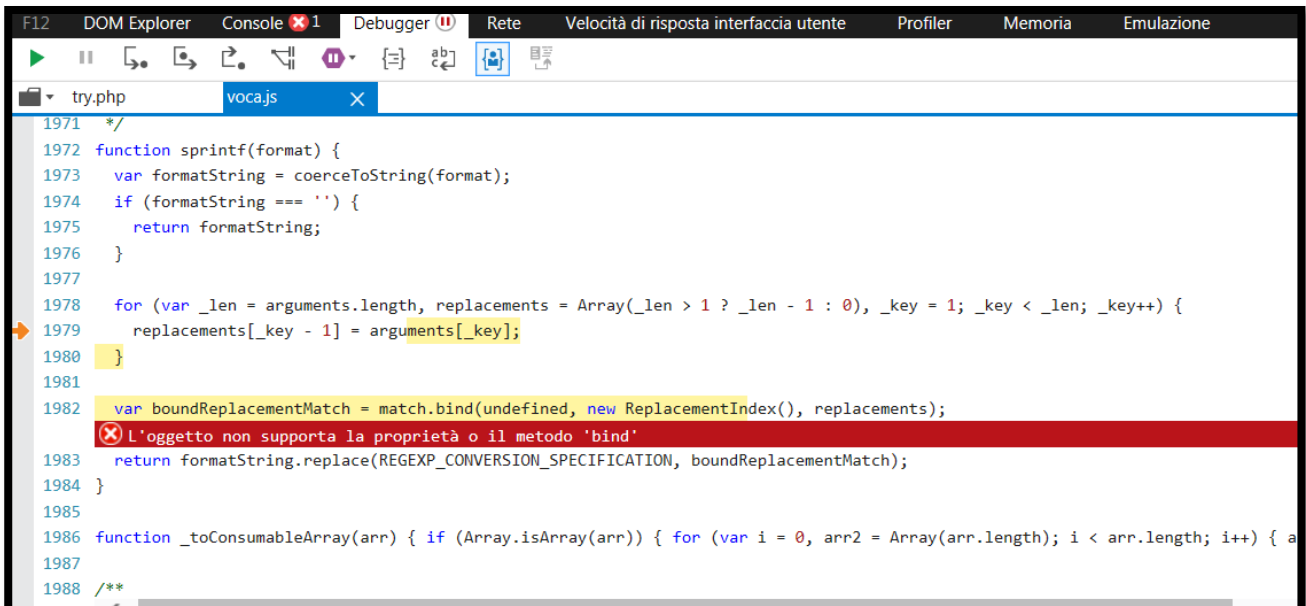 F12 DOM Explorer Console 1 Debugger Rete Velocità di risposta interfaccia utente Profiler Memoria Emulazione
try.php voca.js
1971 */
1972 function sprintf(format) {
1973 var formatString = coerceToString(format);
1974 if (formatString === '') {
1975 return formatString;
1976 }
1977
1978 for (var _len = arguments.length, replacements = Array(_len > 1 ? _len - 1 : 0), _key = 1; _key < _len; _key++) {
1979 replacements[_key - 1] = arguments[_key];
1980 }
1981
1982 var boundReplacementMatch = match.bind(undefined, new ReplacementIndex(), replacements);
L'oggetto non supporta la proprietà o il metodo 'bind'
1983 return formatString.replace(REGEXP_CONVERSION_SPECIFICATION, boundReplacementMatch);
1984 }
1985
1986 function _toConsumableArray(arr) { if (Array.isArray(arr)) { for (var i = 0, arr2 = Array(arr.length); i < arr.length; i++) { a
1987
1988 /**